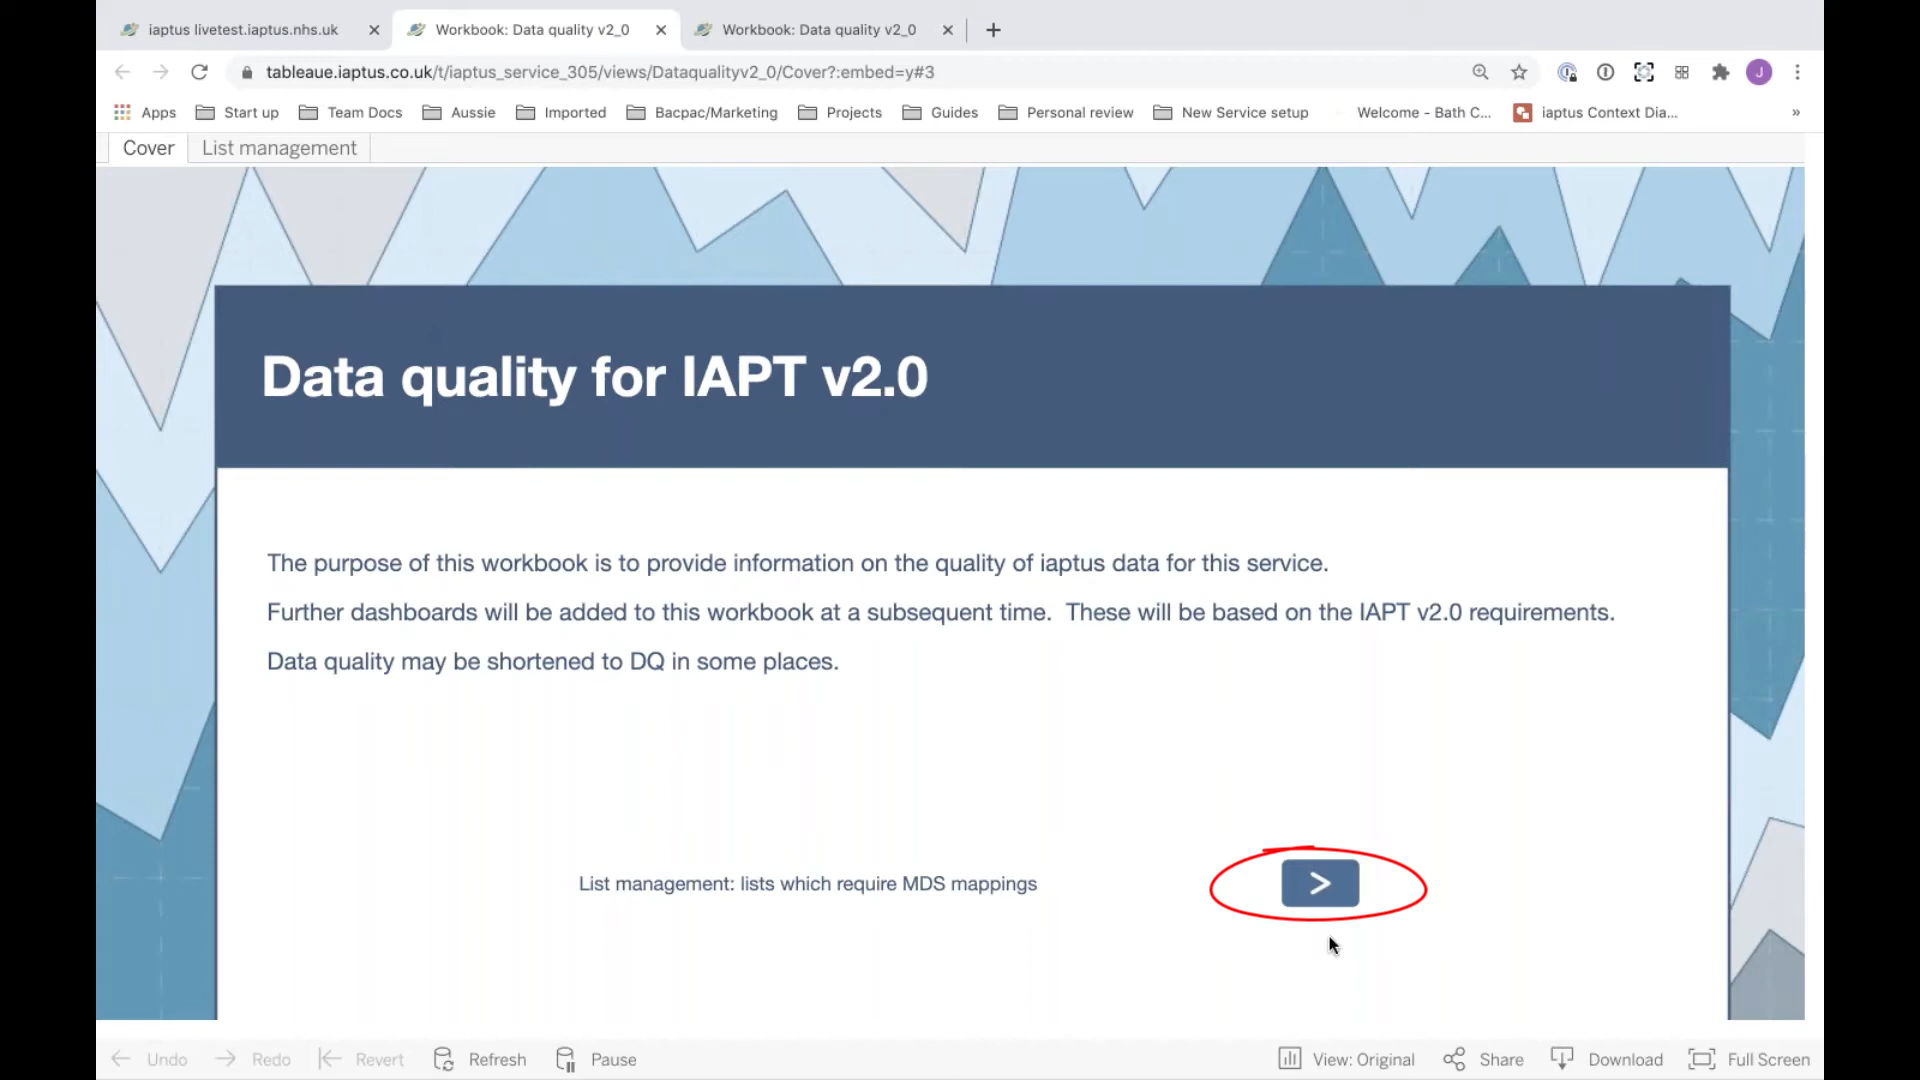 iaptus livetest.iaptus.nhs.uk
Workbook: Data quality v2_0
Workbook: Data quality v2_0
tableaue.iaptus.co.uk/t/iaptus_service_305/views/Dataqualityv2_0/Cover?:embed=y#3
J
Apps
Start up
Team Docs
Aussie
Imported
Bacpac/Marketing
Projects
Guides
Personal review
New Service setup
Welcome - Bath C...
iaptus Context Dia...
»
Cover
List management
Data quality for IAPT v2.0
The purpose of this workbook is to provide information on the quality of iaptus data for this service.
Further dashboards will be added to this workbook at a subsequent time. These will be based on the IAPT v2.0 requirements.
Data quality may be shortened to DQ in some places.
List management: lists which require MDS mappings
>
Undo
Redo
Revert
Refresh
Pause
View: Original
Share
Download
Full Screen